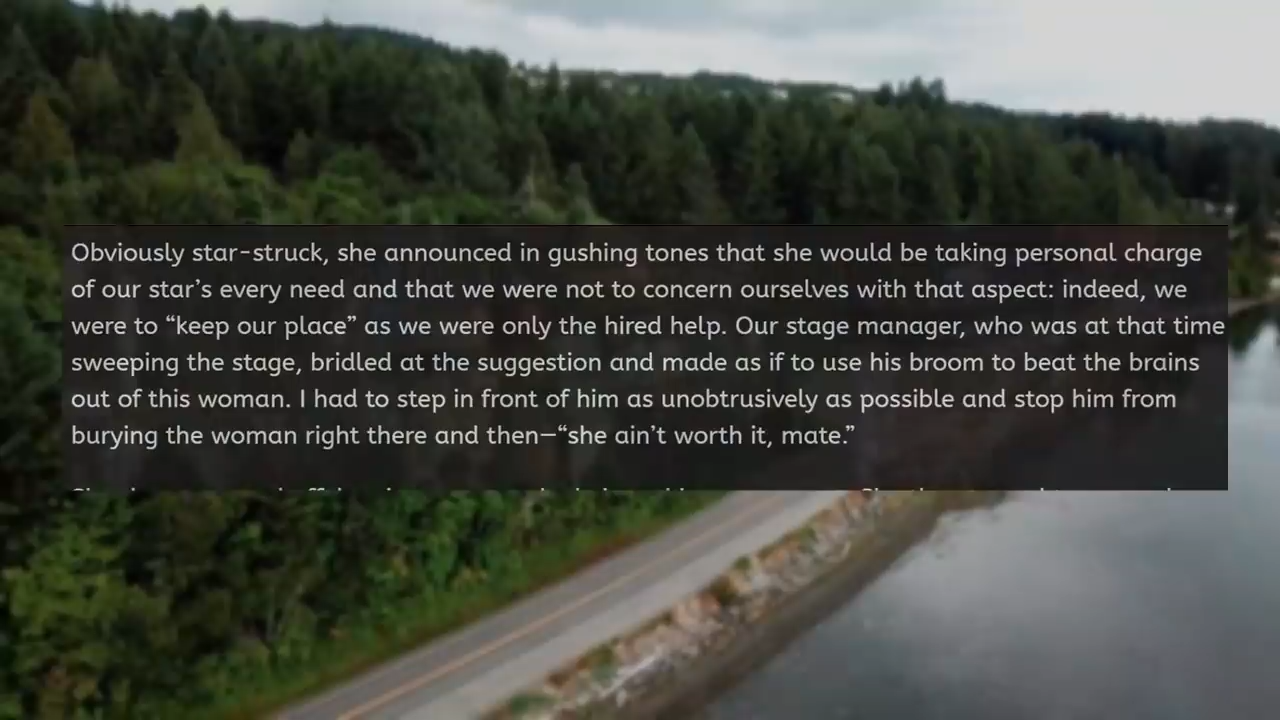 Obviously star-struck, she announced in gushing tones that she would be taking personal charge
of our star’s every need and that we were not to concern ourselves with that aspect: indeed, we
were to “keep our place” as we were only the hired help. Our stage manager, who was at that time
sweeping the stage, bridled at the suggestion and made as if to use his broom to beat the brains
out of this woman. I had to step in front of him as unobtrusively as possible and stop him from
burying the woman right there and then—“she ain’t worth it, mate.”